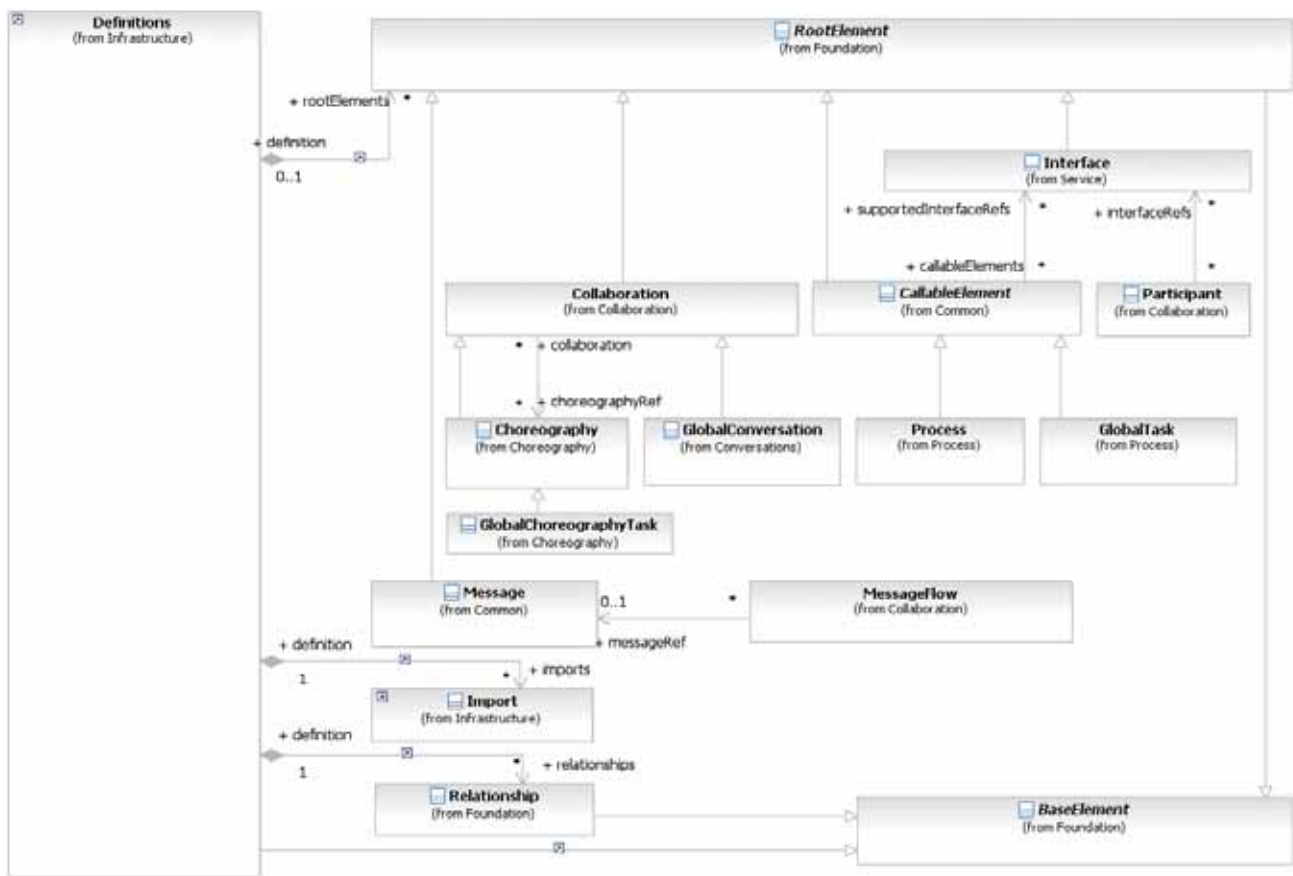 Definitions
(from Infrastructure)
RootElement
(from Foundation)
+ rootElements *
+ definition
0..1
Interface
(from Service)
+ supportedInterfaceRefs *
+ interfaceRefs *
+ callableElements *
*
Collaboration
(from Collaboration)
CallableElement
(from Common)
Participant
(from Collaboration)
* + collaboration
* + choreographyRef
Choreography
(from Choreography)
GlobalConversation
(from Conversations)
Process
(from Process)
GlobalTask
(from Process)
GlobalChoreographyTask
(from Choreography)
Message
(from Common)
0..1 *
+ messageRef
MessageFlow
(from Collaboration)
+ definition
1
* + imports
Import
(from Infrastructure)
+ definition
1
* + relationships
Relationship
(from Foundation)
BaseElement
(from Foundation)